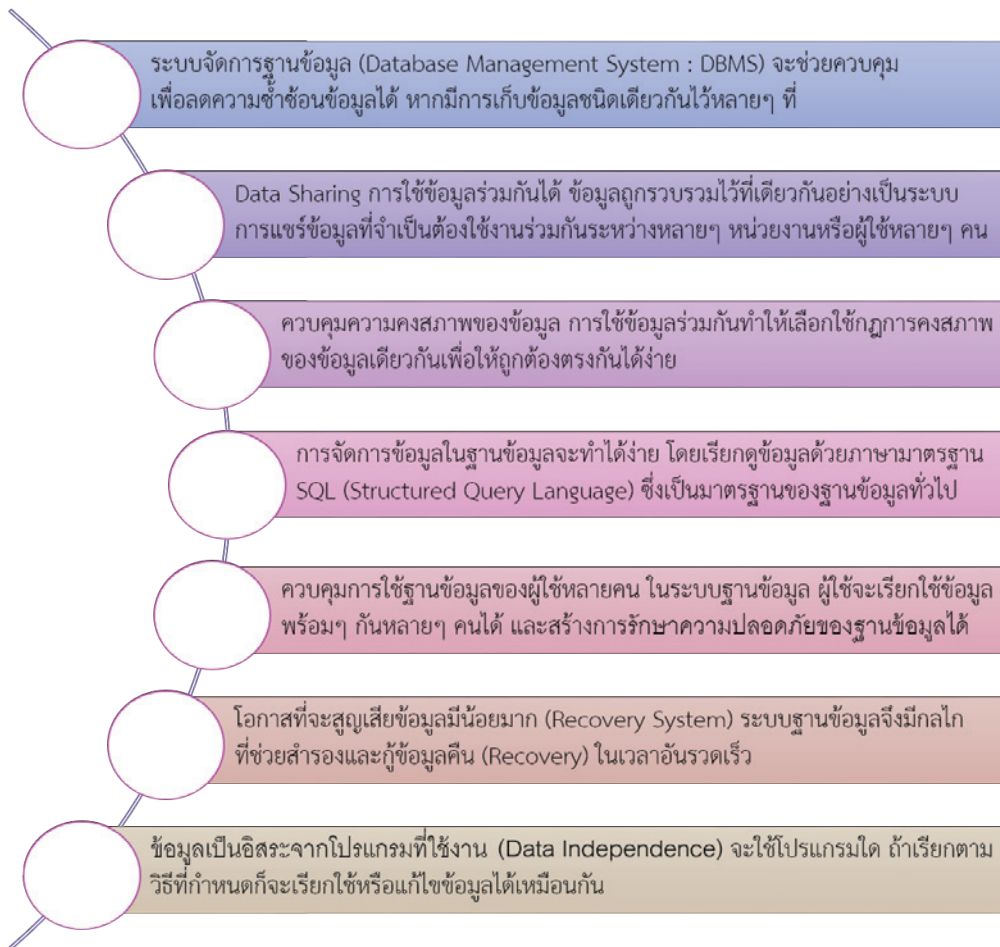 ระบบจัดการฐานข้อมูล (Database Management System : DBMS) จะช่วยควบคุม
เพื่อลดความซ้ำซ้อนข้อมูลได้ หากมีการเก็บข้อมูลชนิดเดียวกันไว้หลายๆ ที่
Data Sharing การใช้ข้อมูลร่วมกันได้ ข้อมูลถูกรวบรวมไว้ที่เดียวกันอย่างเป็นระบบ
การแชร์ข้อมูลที่จำเป็นต้องใช้งานร่วมกันระหว่างหลายๆ หน่วยงานหรือผู้ใช้หลายๆ คน
ควบคุมความคงสภาพของข้อมูล การใช้ข้อมูลร่วมกันทำให้เลือกใช้กฎการคงสภาพ
ของข้อมูลเดียวกันเพื่อให้ถูกต้องตรงกันได้ง่าย
การจัดการข้อมูลในฐานข้อมูลจะทำได้ง่าย โดยเรียกดูข้อมูลด้วยภาษามาตรฐาน
SQL (Structured Query Language) ซึ่งเป็นมาตรฐานของฐานข้อมูลทั่วไป
ควบคุมการใช้ฐานข้อมูลของผู้ใช้หลายคน ในระบบฐานข้อมูล ผู้ใช้จะเรียกใช้ข้อมูล
พร้อมๆ กันหลายๆ คนได้ และสร้างการรักษาความปลอดภัยของฐานข้อมูลได้
โอกาสที่จะสูญเสียข้อมูลมีน้อยมาก (Recovery System) ระบบฐานข้อมูลจึงมีกลไก
ที่ช่วยสำรองและกู้ข้อมูลคืน (Recovery) ในเวลาอันรวดเร็ว
ข้อมูลเป็นอิสระจากโปรแกรมที่ใช้งาน (Data Independence) จะใช้โปรแกรมใด ถ้าเรียกตาม
วิธีที่กำหนดก็จะเรียกใช้หรือแก้ไขข้อมูลได้เหมือนกัน